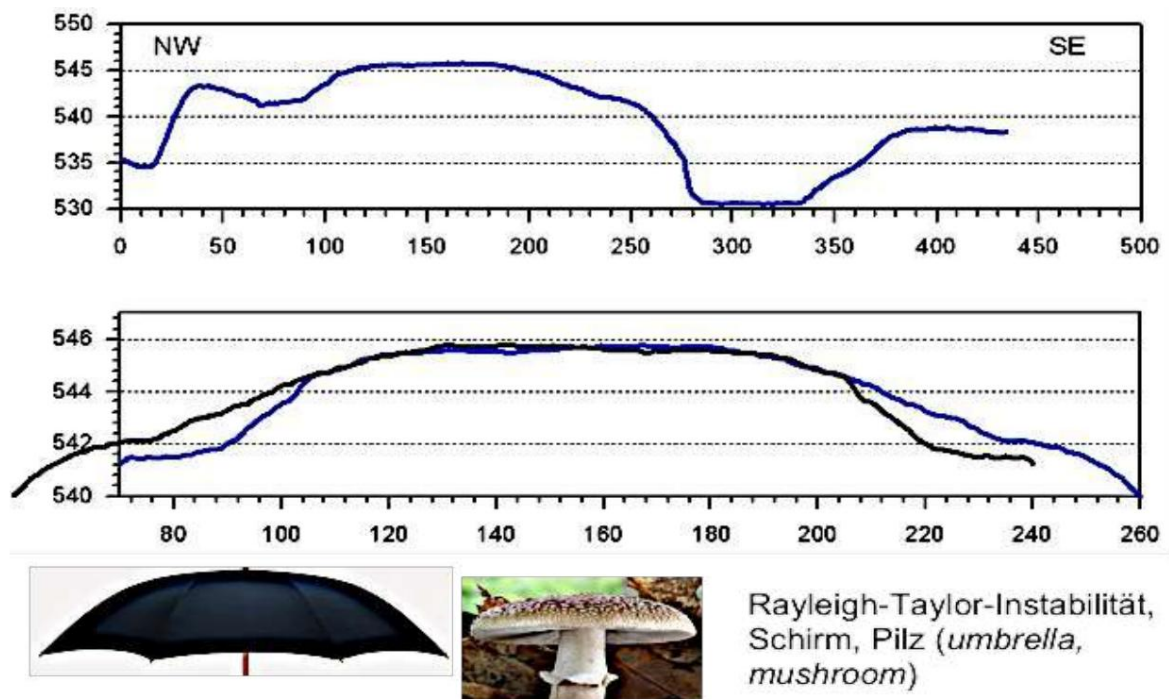 550
NW SE
545
540
535
530
0 50 100 150 200 250 300 350 400 450 500
546
544
542
540
80 100 120 140 160 180 200 220 240 260
Rayleigh-Taylor-Instabilität,
Schirm, Pilz (umbrella,
mushroom)